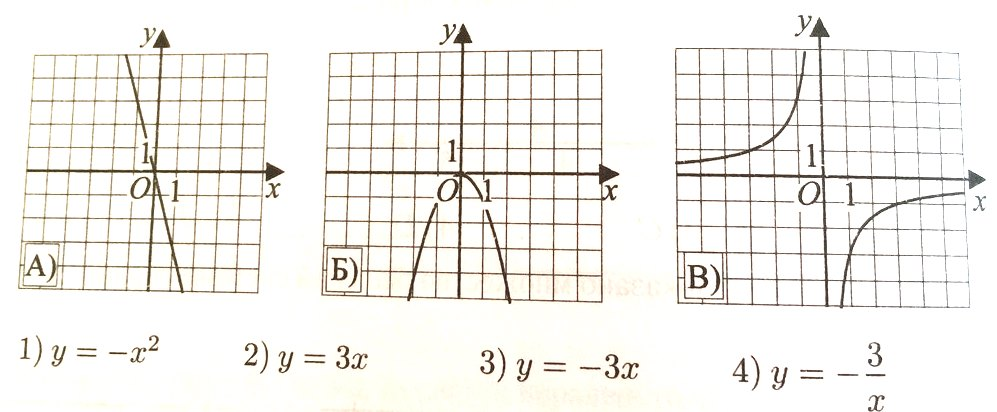 y y y
1 1 1
O 1 x O 1 x O 1 x
А) Б) В)
1) y = −x² 2) y = 3x 3) y = −3x 4) y = −3/x